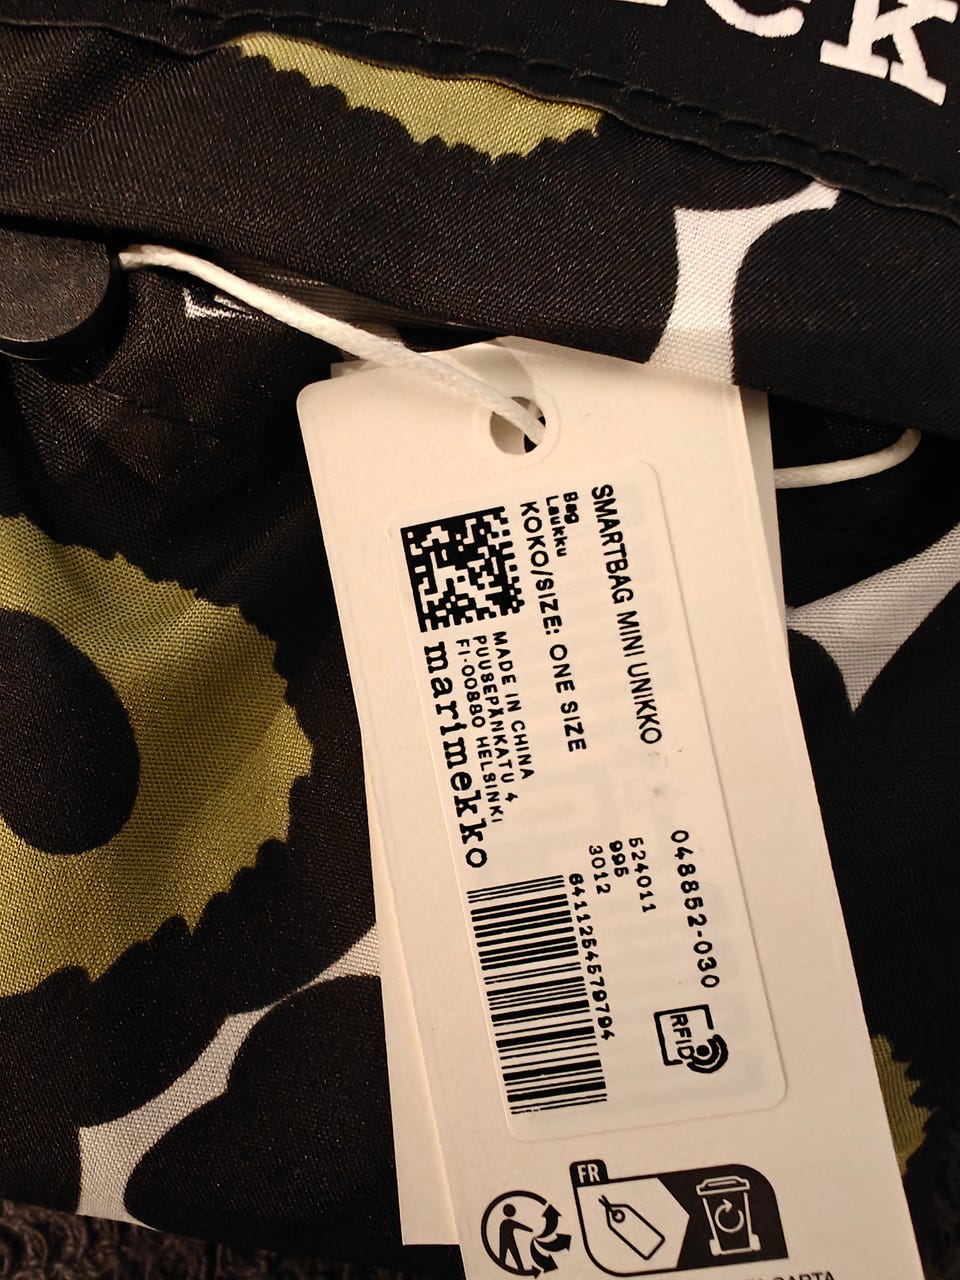 SMARTBAG MINI UNIKKO
Bag
Laukku
KOKO/SIZE: ONE SIZE
MADE IN CHINA
PUUSEPÄNKATU 4
FI-00880 HELSINKI
marimekko
048852-030
524011
995
3012
6411254579794
RFID
FR